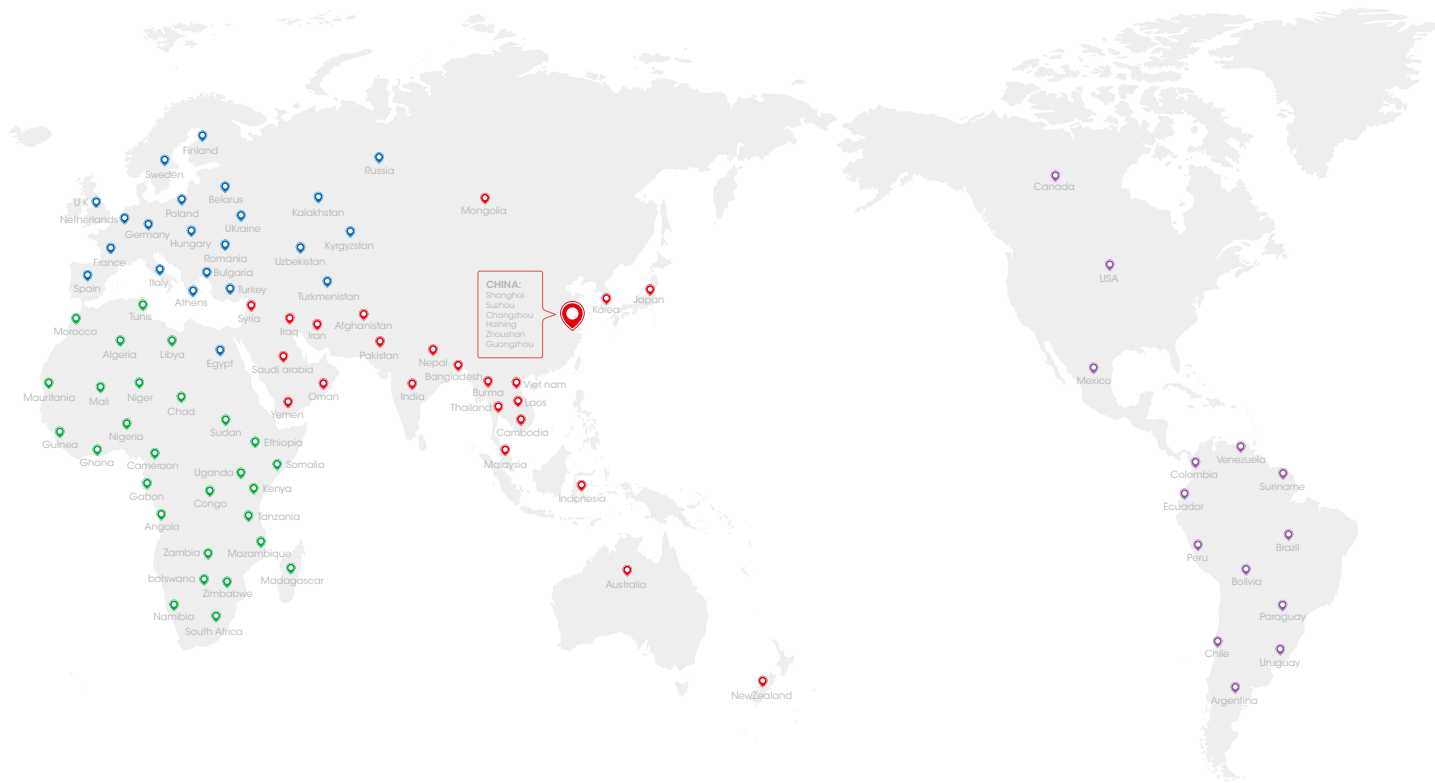 Finland
Sweden
Russia
Canada
U.K
Belarus
Poland
Kalakhstan
Mongolia
Netherlands
Germany
UKraine
Hungary
Kyrgyzstan
France
Romania
Uzbekistan
USA
Spain
Italy
Bulgaria
Turkey
Athens
Turkmenistan
CHINA:
Shanghai
Suzhou
Changzhou
Haining
Zhoushan
Guangzhou
Korea
Japan
Marocco
Tunis
Syria
Iraq
Iran
Afghanistan
Algeria
Libya
Egypt
Saudi arabia
Pakistan
Nepal
Bangladesh
Mexico
Mauritania
Mali
Niger
Chad
Yemen
Oman
India
Burma
Viet nam
Thailand
Laos
Guinea
Ghana
Nigeria
Sudan
Ethiopia
Cambodia
Cameroon
Uganda
Somalia
Malaysia
Colombia
Venezuela
Gabon
Congo
Kenya
Indonesia
Ecuador
Suriname
Angola
Tanzania
Zambia
Mozambique
Peru
Brazil
botswana
Zimbabwe
Madagascar
Australia
Bolivia
Namibia
South Africa
Paraguay
Chile
Uruguay
NewZealand
Argentina